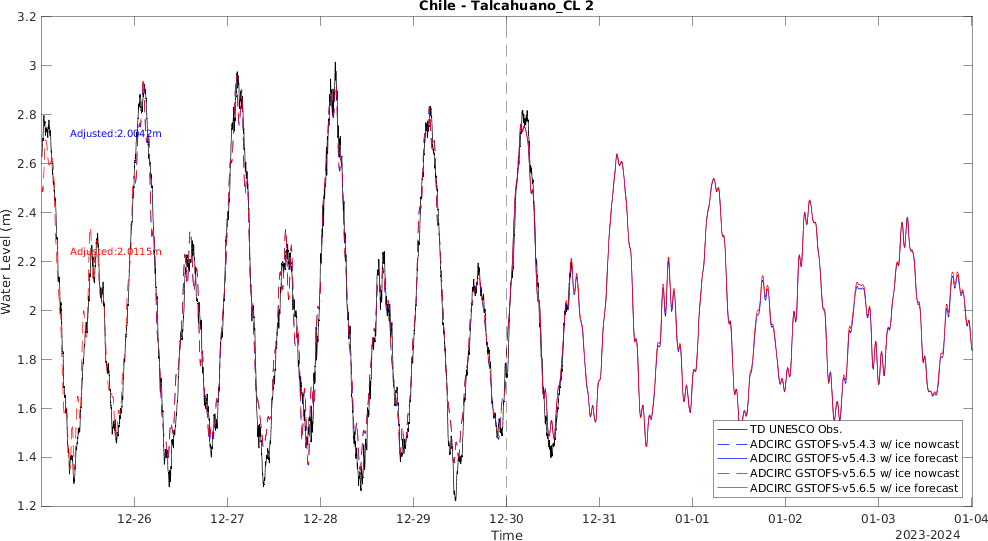 Chile - Talcahuano_CL 2
3.2
3
2.8
2.6
2.4
2.2
2
1.8
1.6
1.4
1.2
Water Level (m)
Adjusted:2.0042m
Adjusted:2.0115m
TD UNESCO Obs.
ADCIRC GSTOFS-v5.4.3 w/ ice nowcast
ADCIRC GSTOFS-v5.4.3 w/ ice forecast
ADCIRC GSTOFS-v5.6.5 w/ ice nowcast
ADCIRC GSTOFS-v5.6.5 w/ ice forecast
12-26 12-27 12-28 12-29 12-30 12-31 01-01 01-02 01-03 01-04
Time
2023-2024